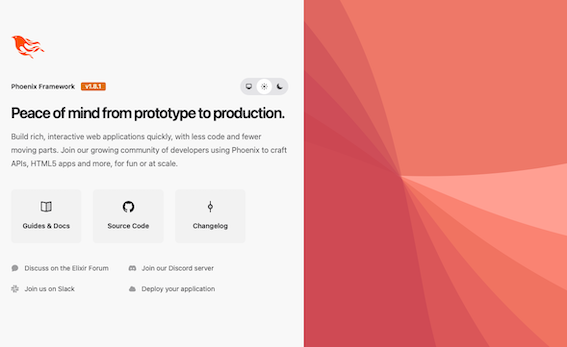 Phoenix Framework v1.8.1
Peace of mind from prototype to production.
Build rich, interactive web applications quickly, with less code and fewer
moving parts. Join our growing community of developers using Phoenix to craft
APIs, HTML5 apps and more, for fun or at scale.
Guides & Docs Source Code Changelog
Discuss on the Elixir Forum Join our Discord server
Join us on Slack Deploy your application